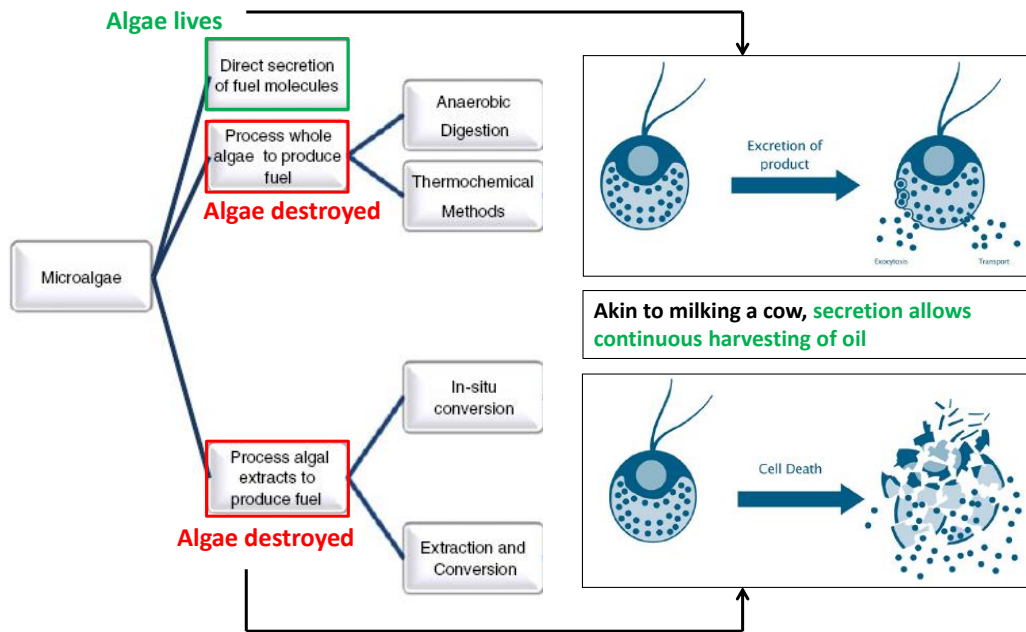 Algae lives
Direct secretion
of fuel molecules
Process whole
algae to produce
fuel
Algae destroyed
Anaerobic
Digestion
Thermochemical
Methods
Microalgae
In-situ
conversion
Process algal
extracts to
produce fuel
Algae destroyed
Extraction and
Conversion
Excretion of
product
Exocytosis
Transport
Akin to milking a cow, secretion allows
continuous harvesting of oil
Cell Death